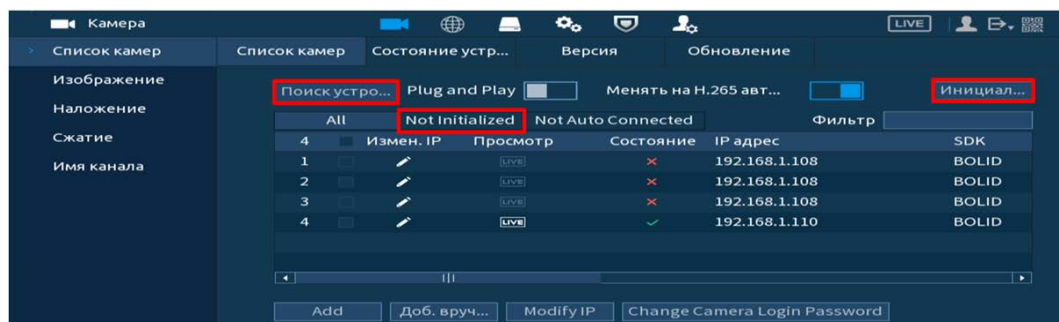 Камера LIVE
Список камер Список камер Состояние устр... Версия Обновление
Изображение
Поиск устро... Plug and Play Менять на H.265 авт... Инициал...
Наложение
All Not Initialized Not Auto Connected Фильтр
Сжатие
4 Измен. IP Просмотр Состояние IP адрес SDK
Имя канала
1 LIVE 192.168.1.108 BOLID
2 LIVE 192.168.1.108 BOLID
3 LIVE 192.168.1.108 BOLID
4 LIVE 192.168.1.110 BOLID
Add Доб. вруч... Modify IP Change Camera Login Password